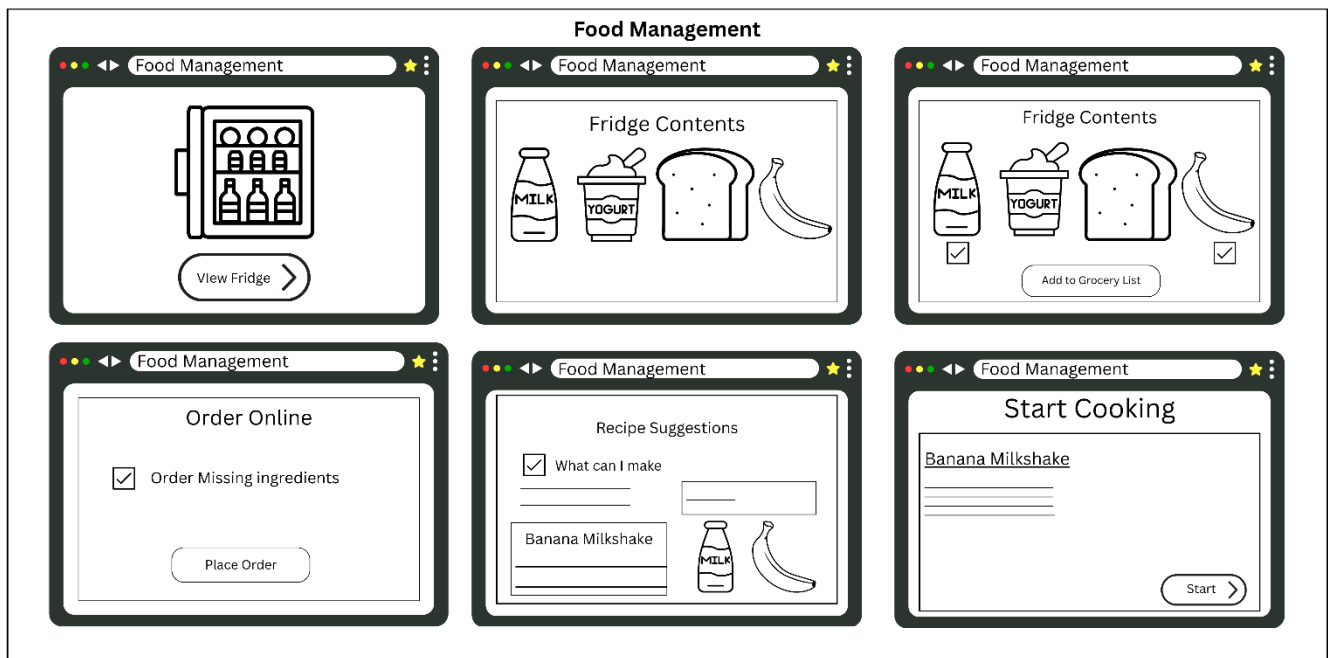 Food Management
Food Management
VIew Fridge
Food Management
Fridge Contents
MILK
YOGURT
Food Management
Fridge Contents
MILK
YOGURT
Add to Grocery List
Food Management
Order Online
Order Missing ingredients
Place Order
Food Management
Recipe Suggestions
What can I make
Banana Milkshake
MILK
Food Management
Start Cooking
Banana Milkshake
Start